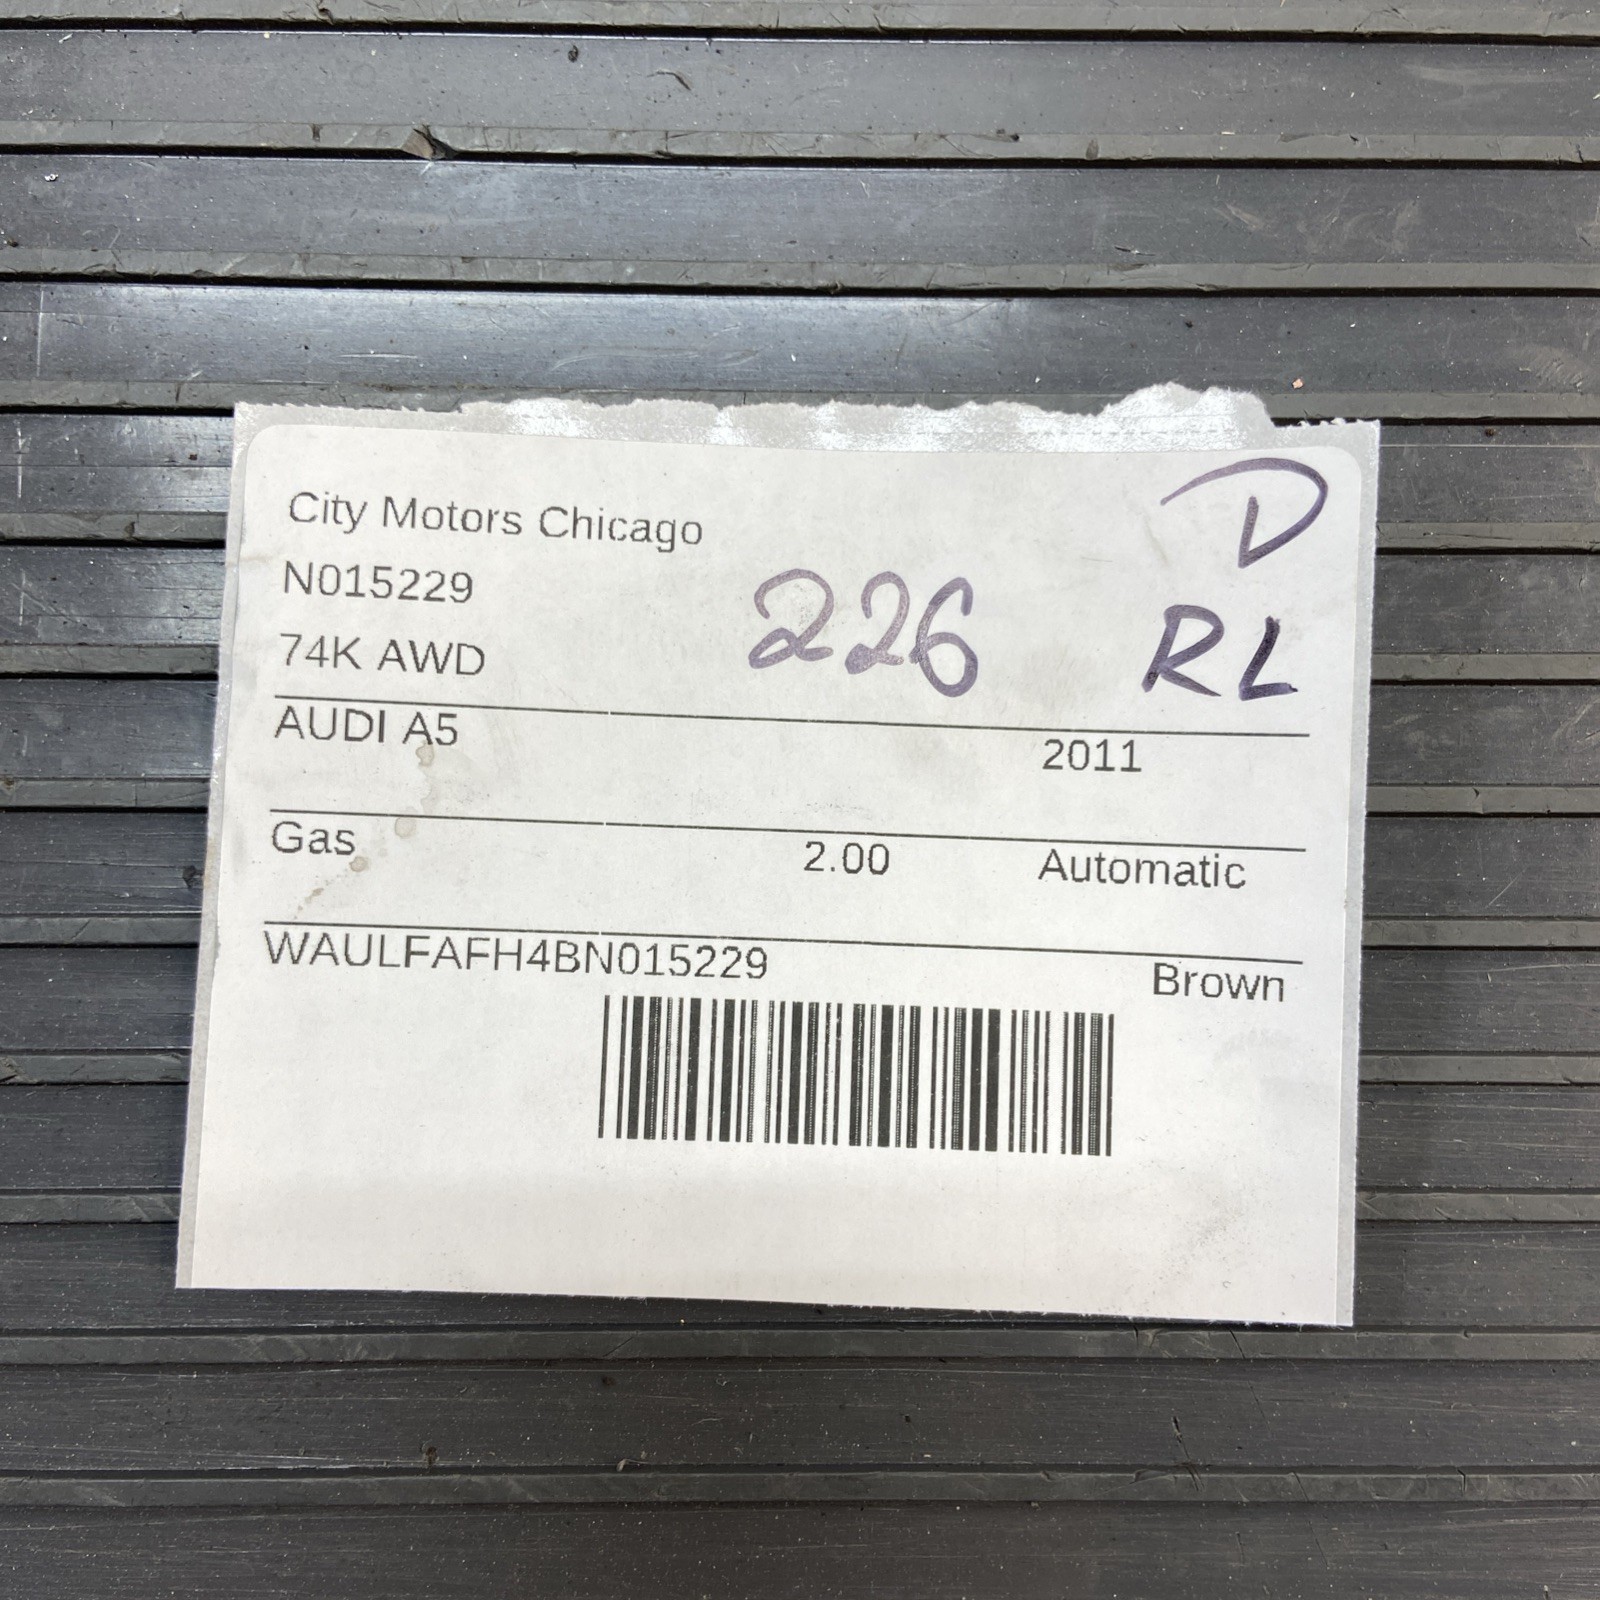 City Motors Chicago
D
N015229
226
RL
74K AWD
AUDI A5 2011
Gas 2.00 Automatic
WAULFAFH4BN015229 Brown